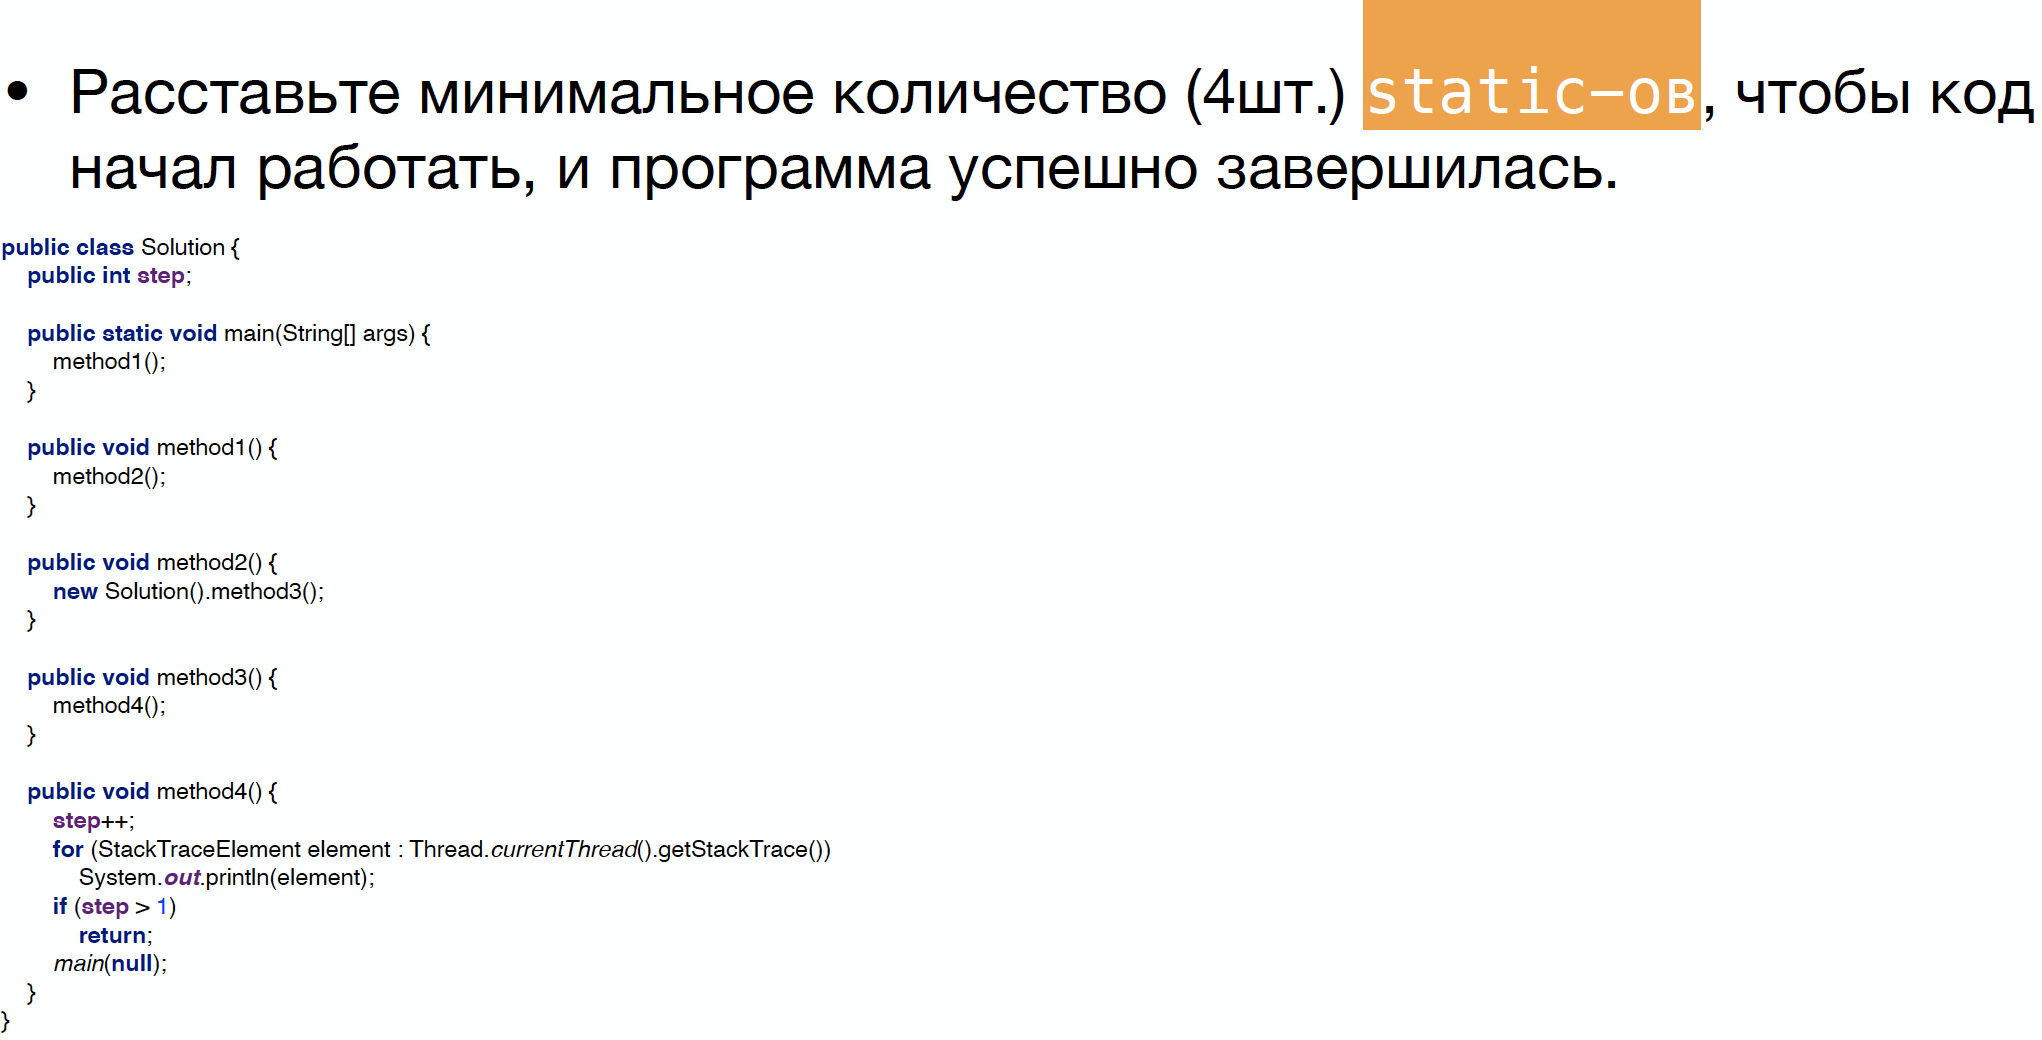 • Расставьте минимальное количество (4шт.) static-ов, чтобы код
начал работать, и программа успешно завершилась.
public class Solution {
public int step;
public static void main(String[] args) {
method1();
}
public void method1() {
method2();
}
public void method2() {
new Solution().method3();
}
public void method3() {
method4();
}
public void method4() {
step++;
for (StackTraceElement element : Thread.currentThread().getStackTrace())
System.out.println(element);
if (step > 1)
return;
main(null);
}
}